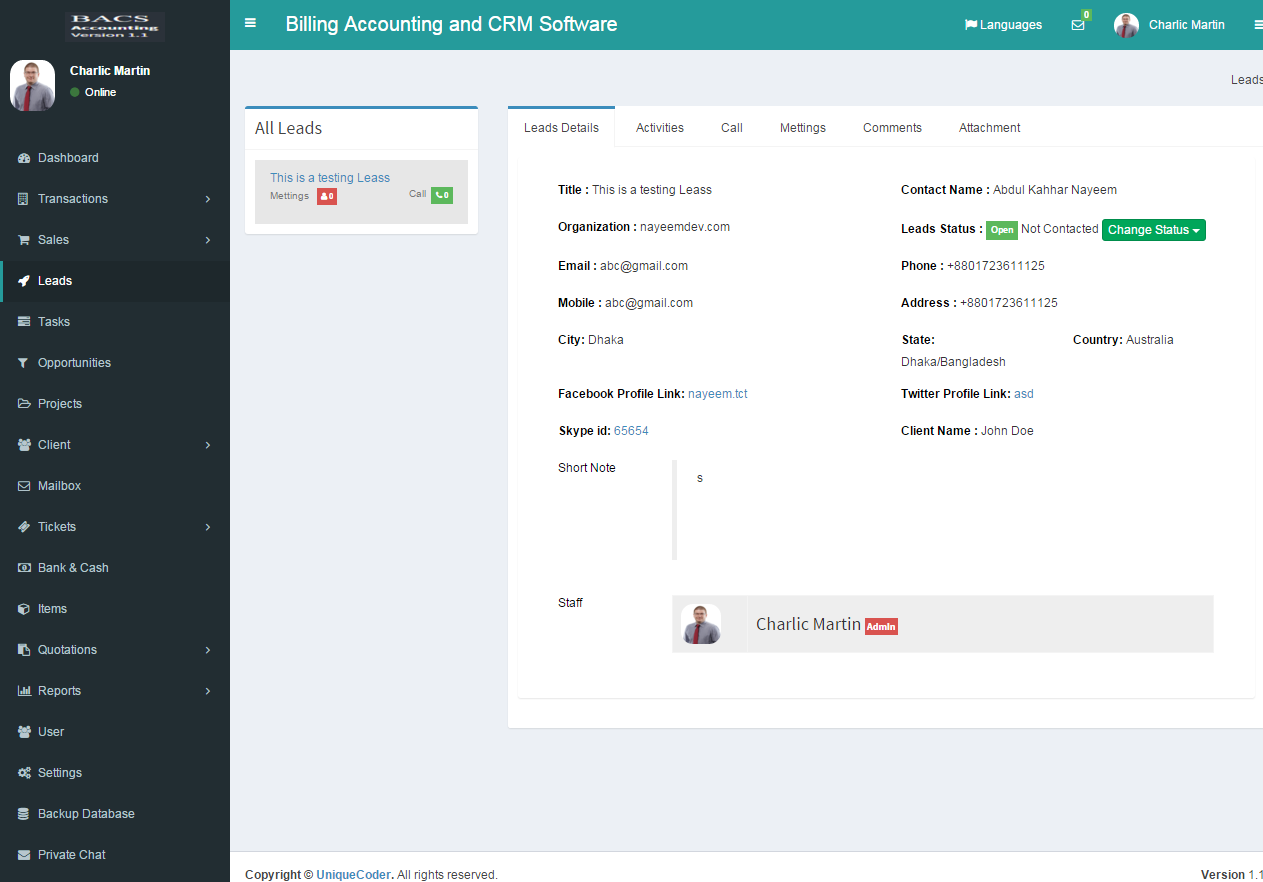 BACS
Accounting
Version 1.1
Billing Accounting and CRM Software
Languages
0
Charlic Martin
Charlic Martin
Online
Dashboard
Transactions
Sales
Leads
Tasks
Opportunities
Projects
Client
Mailbox
Tickets
Bank & Cash
Items
Quotations
Reports
User
Settings
Backup Database
Private Chat
Leads
All Leads
This is a testing Leass
Mettings 0 Call 0
Leads Details Activities Call Mettings Comments Attachment
Title : This is a testing Leass Contact Name : Abdul Kahhar Nayeem
Organization : nayeemdev.com Leads Status : Open Not Contacted Change Status
Email : abc@gmail.com Phone : +8801723611125
Mobile : abc@gmail.com Address : +8801723611125
City: Dhaka State: Country: Australia
Dhaka/Bangladesh
Facebook Profile Link: nayeem.tct Twitter Profile Link: asd
Skype id: 65654 Client Name : John Doe
Short Note s
Staff Charlic Martin Admin
Copyright © UniqueCoder. All rights reserved. Version 1.1